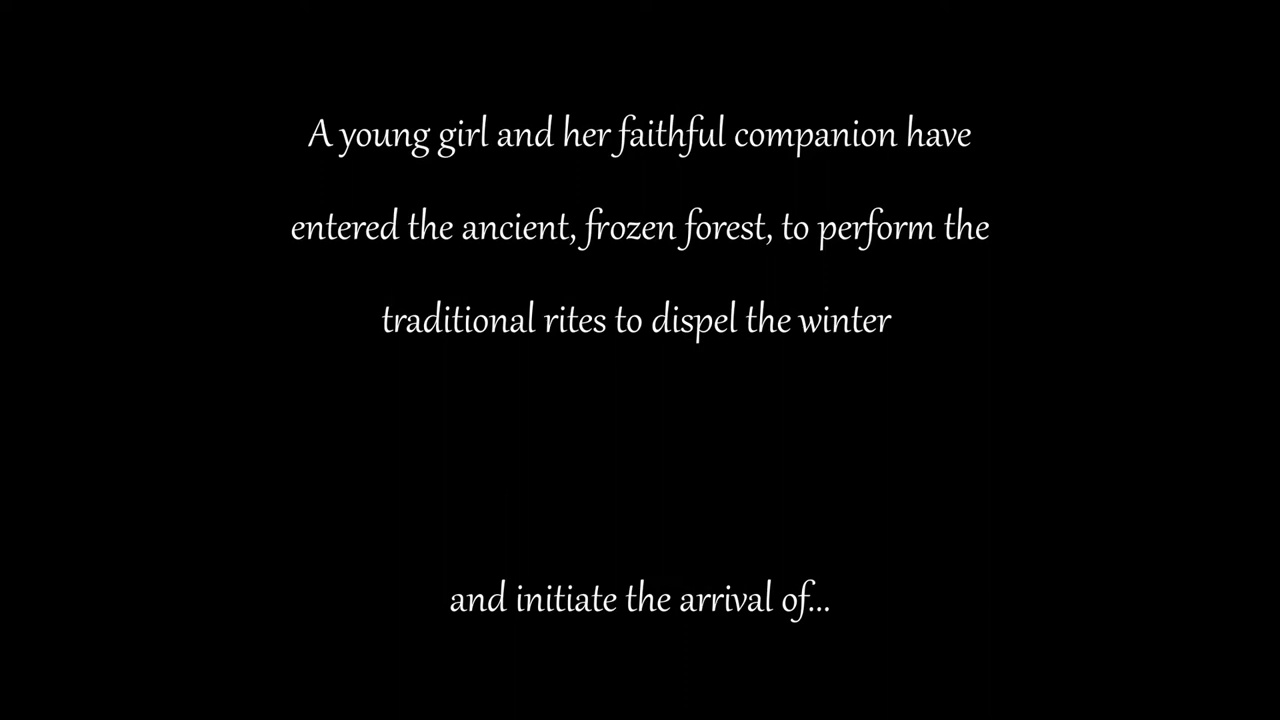 A young girl and her faithful companion have
entered the ancient, frozen forest, to perform the
traditional rites to dispel the winter
and initiate the arrival of...